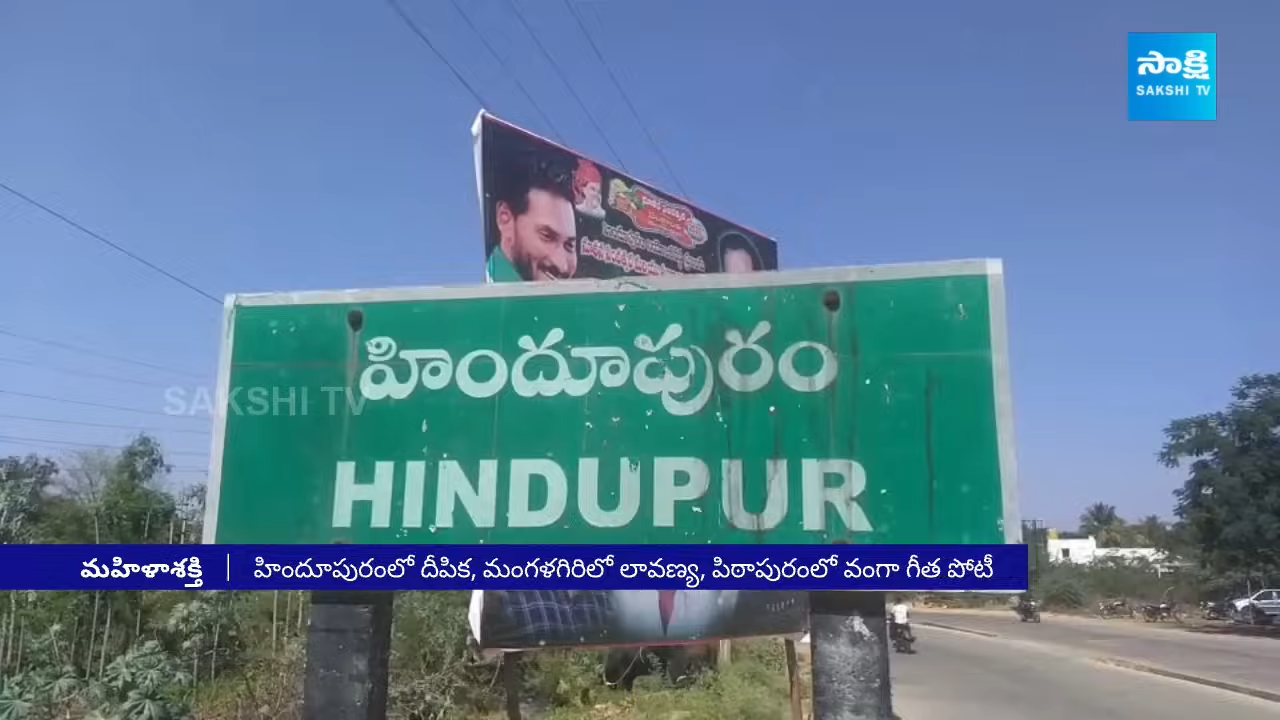 సాక్షి
SAKSHI TV
హిందూపురం
SAKSHI TV
HINDUPUR
మహిళాశక్తి | హిందూపురంలో దీపిక, మంగళగిరిలో లావణ్య, పిఠాపురంలో వంగా గీత పోటీ